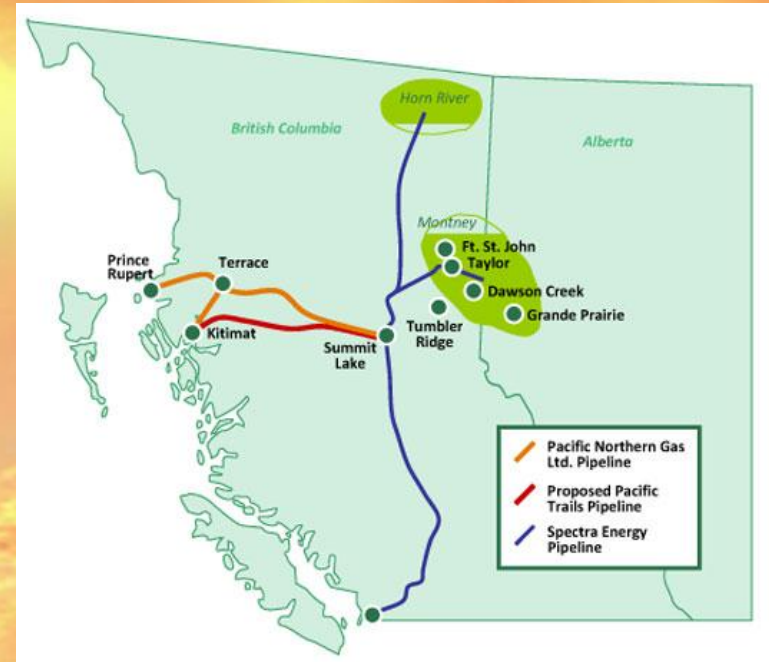 Horn River
British Columbia
Alberta
Montney
Ft. St. John
Taylor
Prince
Rupert
Terrace
Dawson Creek
Grande Prairie
Kitimat
Tumbler
Ridge
Summit
Lake
Pacific Northern Gas
Ltd. Pipeline
Proposed Pacific
Trails Pipeline
Spectra Energy
Pipeline